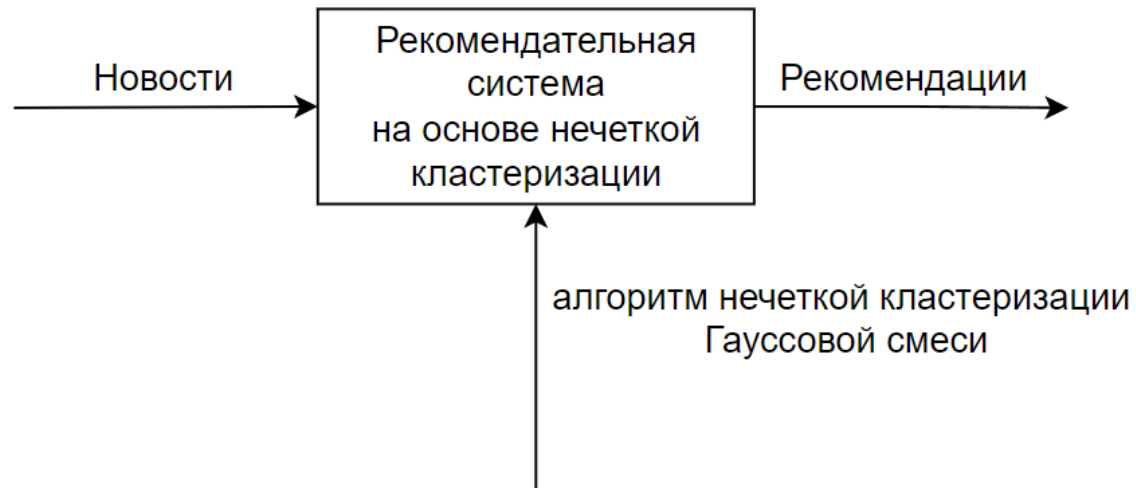 Новости
Рекомендательная
система
на основе нечеткой
кластеризации
Рекомендации
алгоритм нечеткой кластеризации
Гауссовой смеси